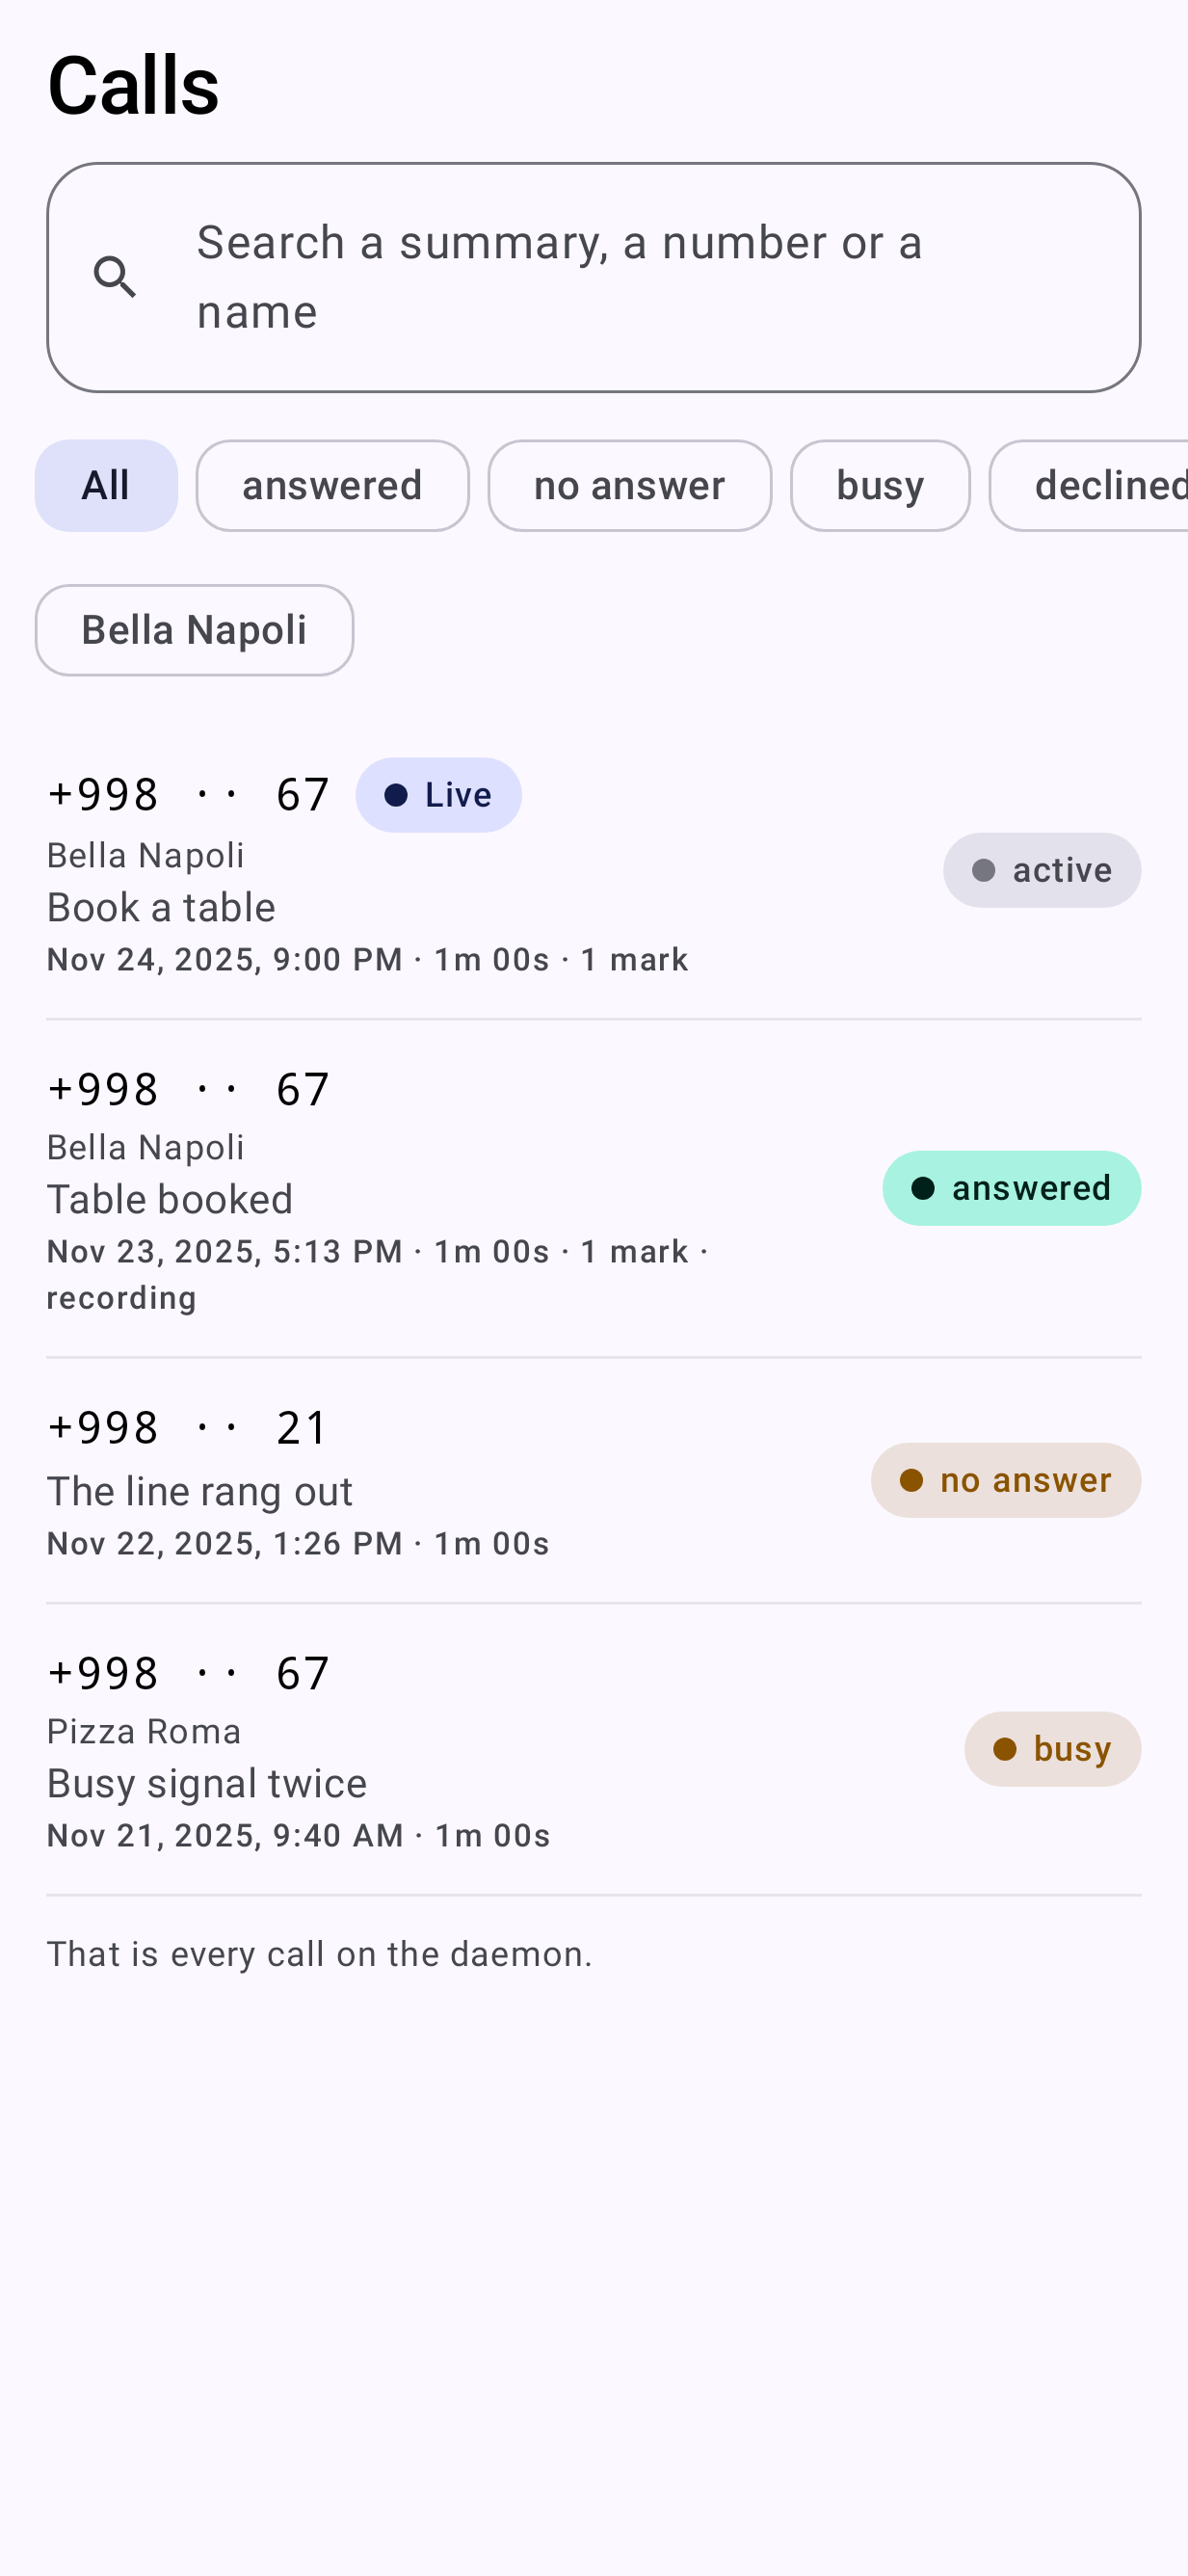 Calls
Search a summary, a number or a
name
All
answered
no answer
busy
declined
Bella Napoli
+998 ·· 67
Live
Bella Napoli
active
Book a table
Nov 24, 2025, 9:00 PM · 1m 00s · 1 mark
+998 ·· 67
Bella Napoli
answered
Table booked
Nov 23, 2025, 5:13 PM · 1m 00s · 1 mark ·
recording
+998 ·· 21
no answer
The line rang out
Nov 22, 2025, 1:26 PM · 1m 00s
+998 ·· 67
Pizza Roma
busy
Busy signal twice
Nov 21, 2025, 9:40 AM · 1m 00s
That is every call on the daemon.